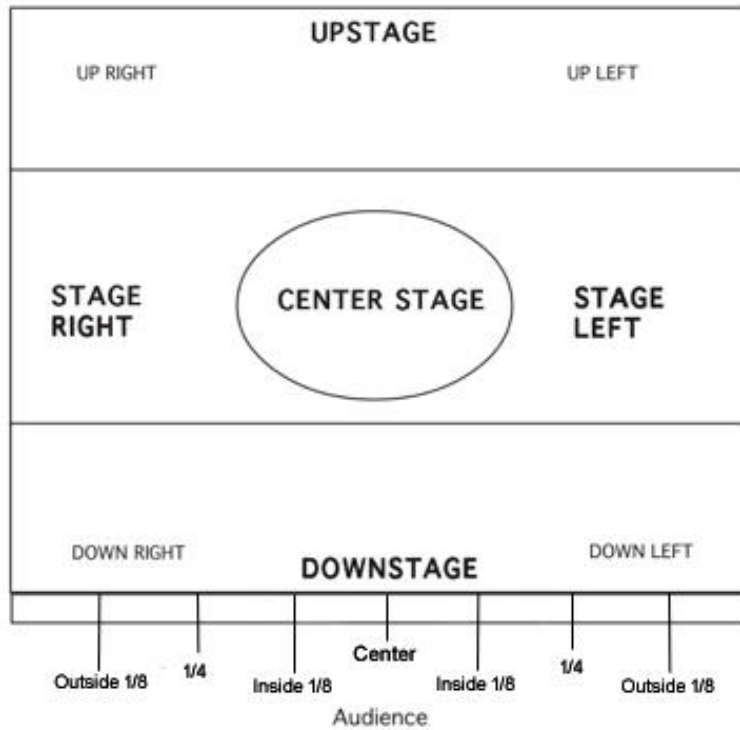 UPSTAGE
UP RIGHT
UP LEFT
STAGE
RIGHT
CENTER STAGE
STAGE
LEFT
DOWN RIGHT
DOWNSTAGE
DOWN LEFT
Outside 1/8
1/4
Inside 1/8
Center
Inside 1/8
1/4
Outside 1/8
Audience